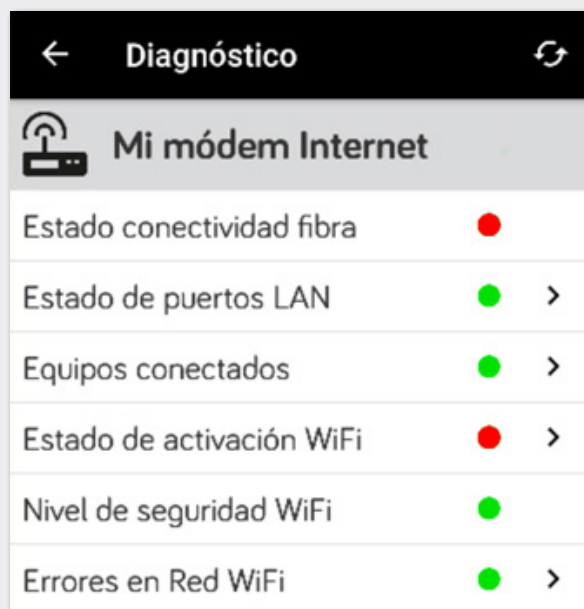 Diagnóstico
Mi módem Internet
Estado conectividad fibra
Estado de puertos LAN
Equipos conectados
Estado de activación WiFi
Nivel de seguridad WiFi
Errores en Red WiFi